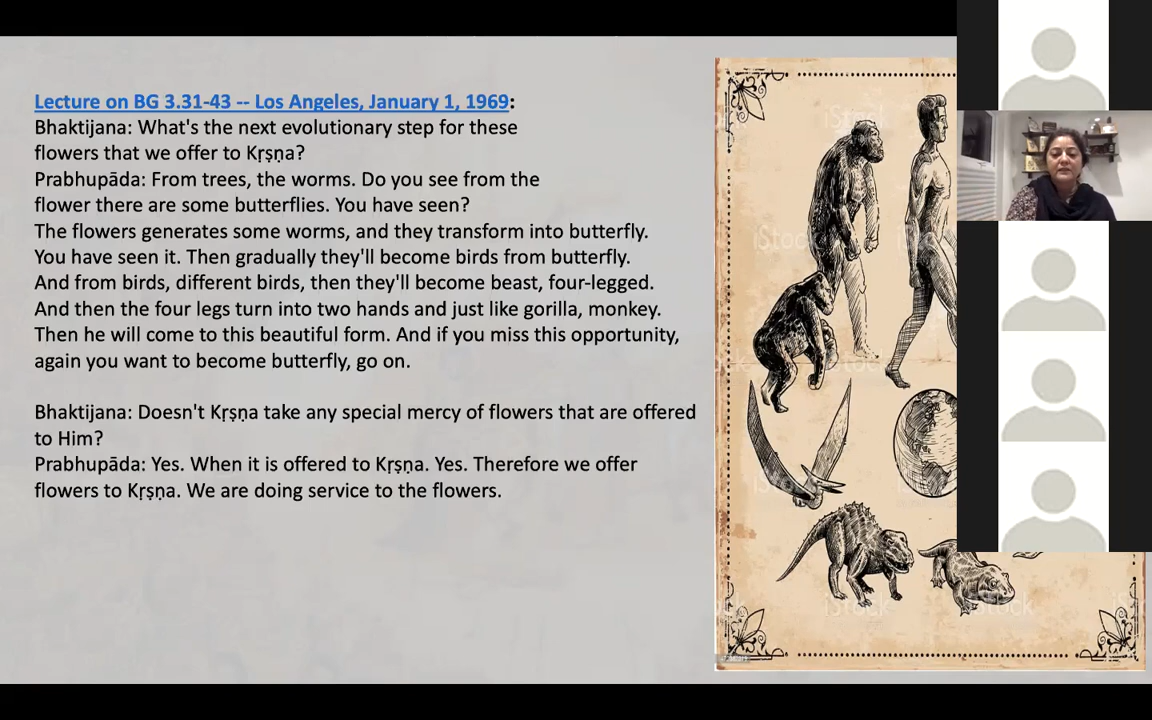 Lecture on BG 3.31-43 -- Los Angeles, January 1, 1969:
Bhaktijana: What's the next evolutionary step for these
flowers that we offer to Kṛṣṇa?
Prabhupāda: From trees, the worms. Do you see from the
flower there are some butterflies. You have seen?
The flowers generates some worms, and they transform into butterfly.
You have seen it. Then gradually they'll become birds from butterfly.
And from birds, different birds, then they'll become beast, four-legged.
And then the four legs turn into two hands and just like gorilla, monkey.
Then he will come to this beautiful form. And if you miss this opportunity,
again you want to become butterfly, go on.
Bhaktijana: Doesn't Kṛṣṇa take any special mercy of flowers that are offered
to Him?
Prabhupāda: Yes. When it is offered to Kṛṣṇa. Yes. Therefore we offer
flowers to Kṛṣṇa. We are doing service to the flowers.
iStock
iStock